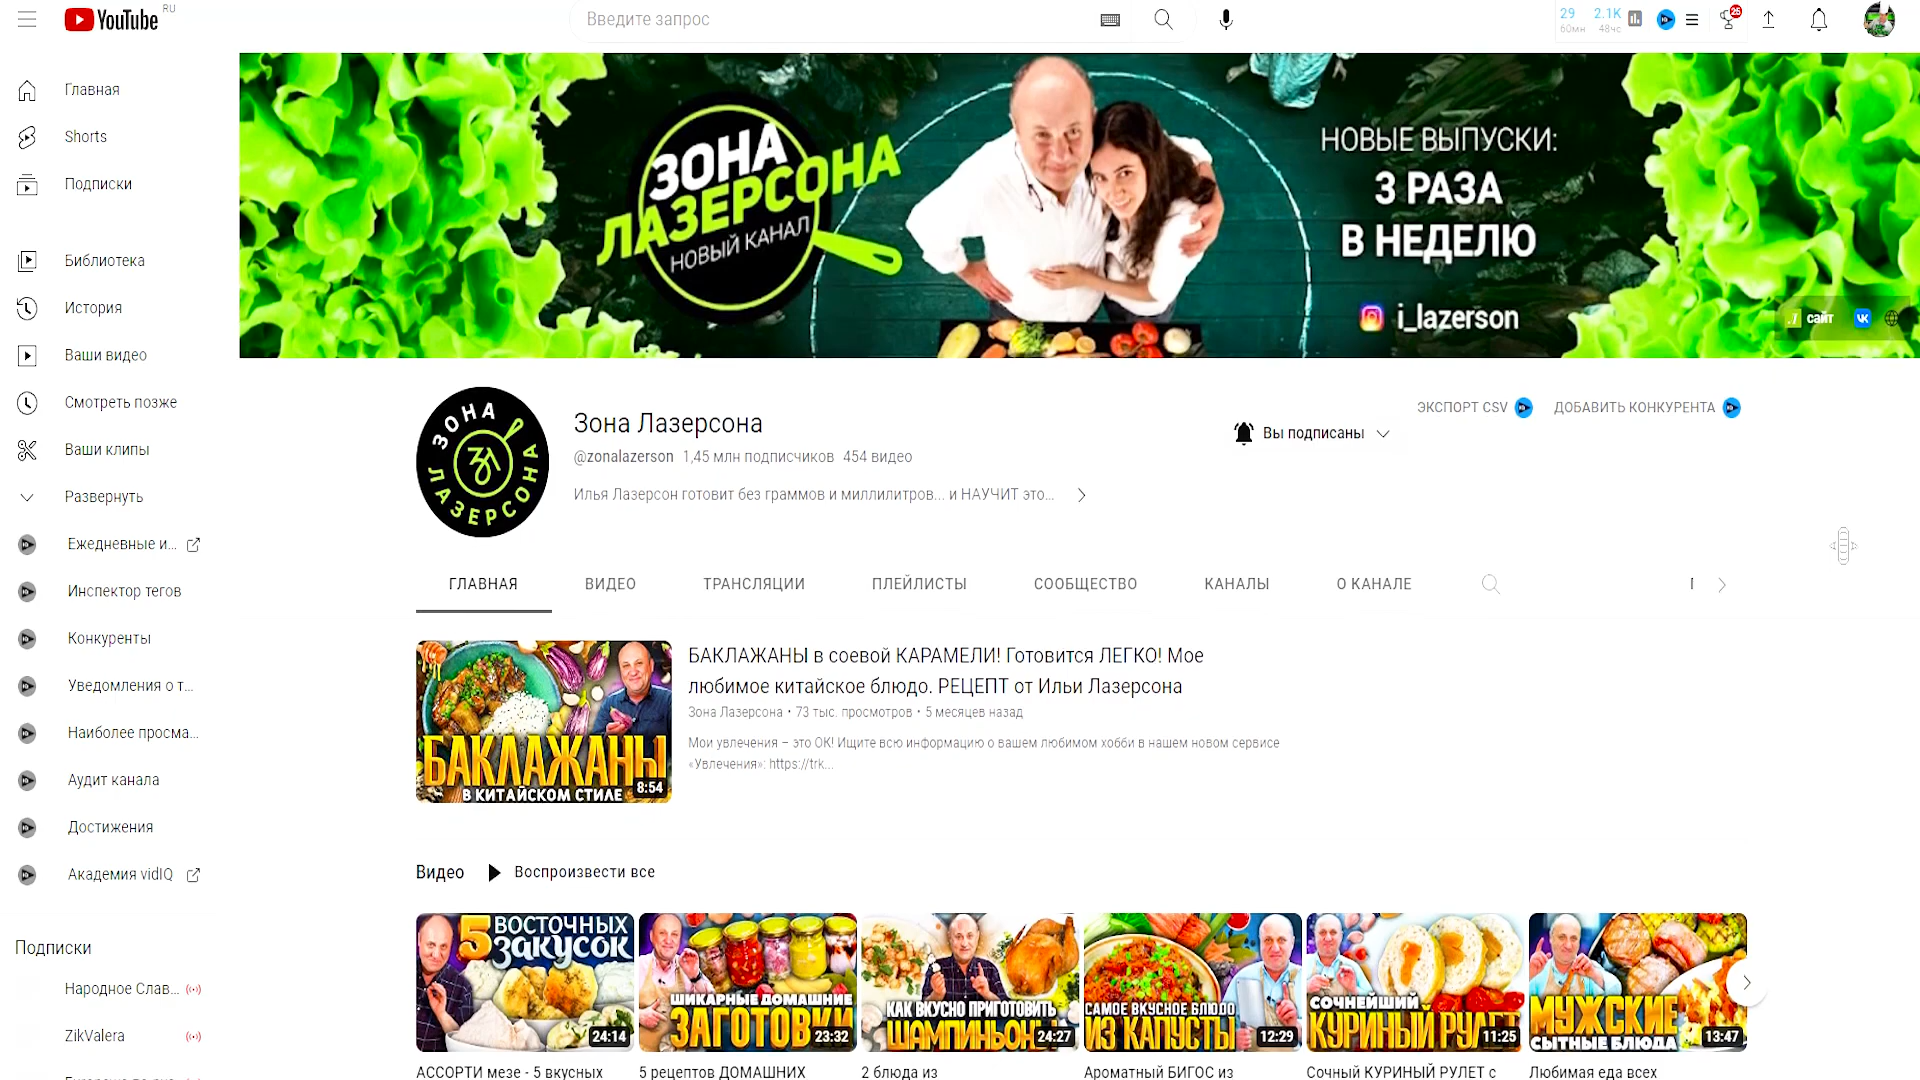 YouTube RU
Введите запрос
29 2.1K
60мн 48чс
26
Главная
Shorts
Подписки
Библиотека
История
Ваши видео
Смотреть позже
Ваши клипы
Развернуть
Ежедневные и...
Инспектор тегов
Конкуренты
Уведомления о т...
Наиболее просма...
Аудит канала
Достижения
Академия vidIQ
Подписки
Народное Слав...
ZikValera
ЗОНА
ЛАЗЕРСОНА
НОВЫЙ КАНАЛ
НОВЫЕ ВЫПУСКИ:
3 РАЗА
В НЕДЕЛЮ
i_lazerson
сайт
ЗОНА
ЛАЗЕРСОНА
Зона Лазерсона
@zonalazerson 1,45 млн подписчиков 454 видео
Илья Лазерсон готовит без граммов и миллилитров... и НАУЧИТ это...
Вы подписаны
ЭКСПОРТ CSV ДОБАВИТЬ КОНКУРЕНТА
ГЛАВНАЯ ВИДЕО ТРАНСЛЯЦИИ ПЛЕЙЛИСТЫ СООБЩЕСТВО КАНАЛЫ О КАНАЛЕ
БАКЛАЖАНЫ
В КИТАЙСКОМ СТИЛЕ
8:54
БАКЛАЖАНЫ в соевой КАРАМЕЛИ! Готовится ЛЕГКО! Мое
любимое китайское блюдо. РЕЦЕПТ от Ильи Лазерсона
Зона Лазерсона • 73 тыс. просмотров • 5 месяцев назад
Мои увлечения – это ОК! Ищите всю информацию о вашем любимом хобби в нашем новом сервисе
«Увлечения»: https://trk...
Видео Воспроизвести все
5 ВОСТОЧНЫХ
ЗАКУСОК
24:14
ШИКАРНЫЕ ДОМАШНИЕ
ЗАГОТОВКИ
23:32
КАК ВКУСНО ПРИГОТОВИТЬ
ШАМПИНЬОН
24:27
САМОЕ ВКУСНОЕ БЛЮДО
ИЗ КАПУСТЫ
12:29
СОЧНЕЙШИЙ
КУРИНЫЙ РУЛЕТ
11:25
МУЖСКИЕ
СЫТНЫЕ БЛЮДА
13:47
АССОРТИ мезе - 5 вкусных
5 рецептов ДОМАШНИХ
2 блюда из
Ароматный БИГОС из
Сочный КУРИНЫЙ РУЛЕТ с
Любимая еда всех